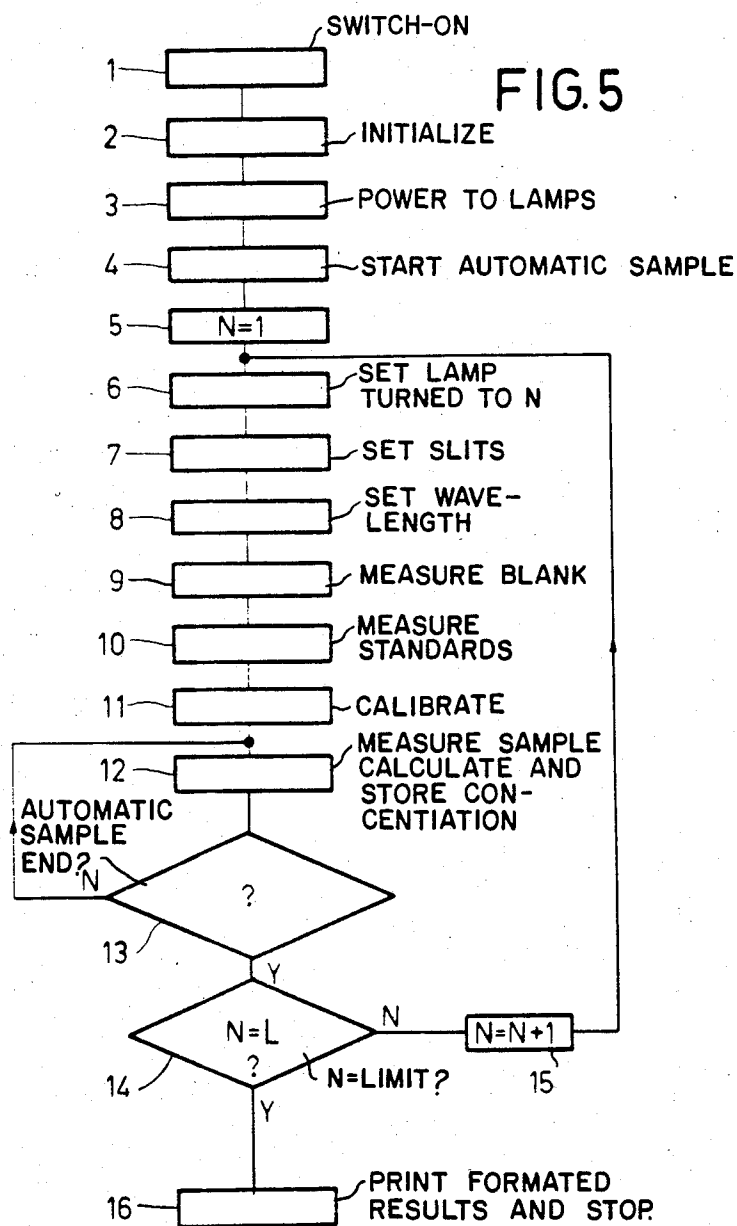 SWITCH-ON
1
FIG. 5
2
INITIALIZE
3
POWER TO LAMPS
4
START AUTOMATIC SAMPLE
5
N=1
6
SET LAMP
TURNED TO N
7
SET SLITS
8
SET WAVE-
LENGTH
9
MEASURE BLANK
10
MEASURE
STANDARDS
11
CALIBRATE
12
MEASURE SAMPLE
CALCULATE AND
STORE CON-
CENTIATION
AUTOMATIC
SAMPLE
END?
N
?
13
Y
N=L
?
N
N=N+1
15
14
N=LIMIT?
Y
16
PRINT FORMATED
RESULTS AND STOP.